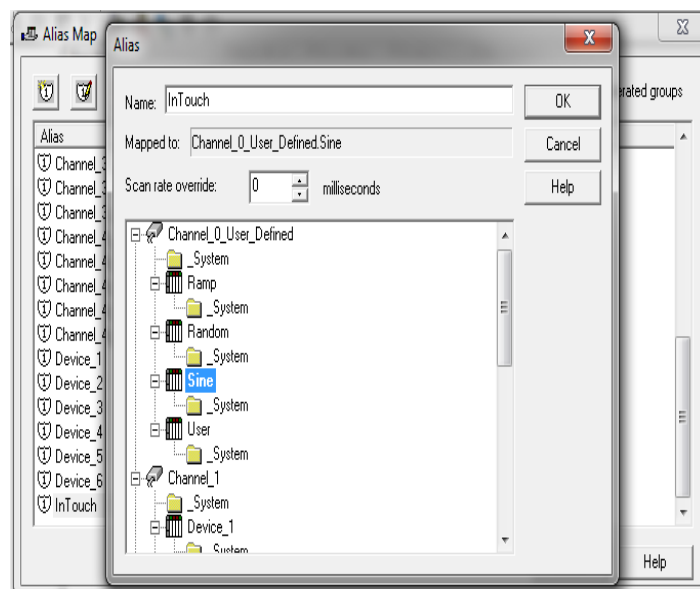 Alias Map
Alias
Name: InTouch
OK
Mapped to: Channel_0_User_Defined.Sine
Cancel
Scan rate override: 0 milliseconds
Help
Channel_0_User_Defined
_System
Ramp
_System
Random
_System
Sine
_System
User
_System
Channel_1
_System
Device_1
_System
Alias
Channel_3
Channel_3
Channel_3
Channel_4
Channel_4
Channel_4
Channel_4
Channel_4
Channel_4
Device_1
Device_2
Device_3
Device_4
Device_5
Device_6
InTouch
erated groups
Help